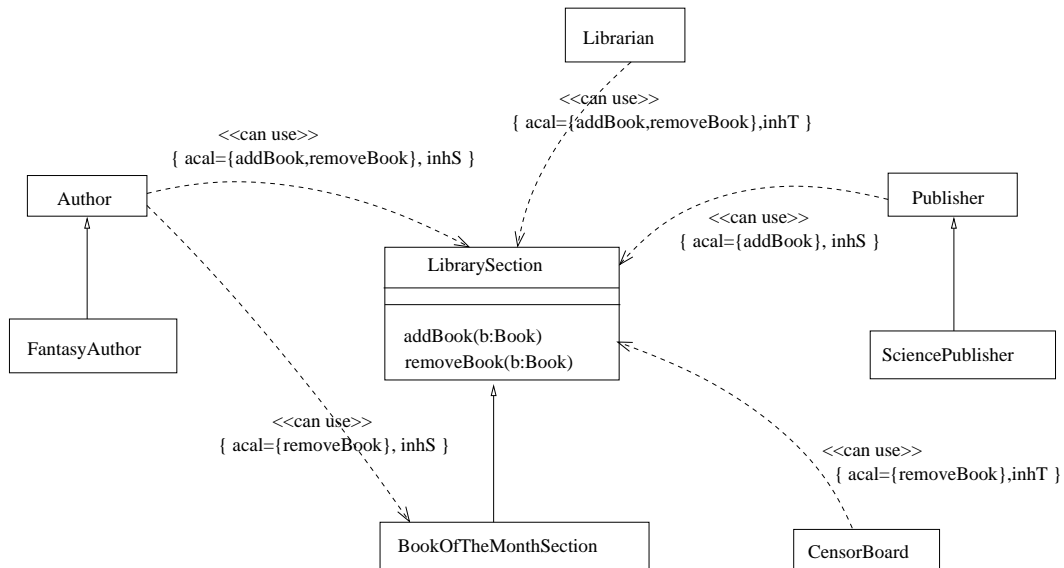 Librarian
<<can use>>
{ acal={addBook,removeBook},inhT }
<<can use>>
{ acal={addBook,removeBook}, inhS }
Author
Publisher
<<can use>>
{ acal={addBook}, inhS }
LibrarySection
addBook(b:Book)
removeBook(b:Book)
FantasyAuthor
SciencePublisher
<<can use>>
{ acal={removeBook}, inhS }
<<can use>>
{ acal={removeBook},inhT }
BookOfTheMonthSection
CensorBoard